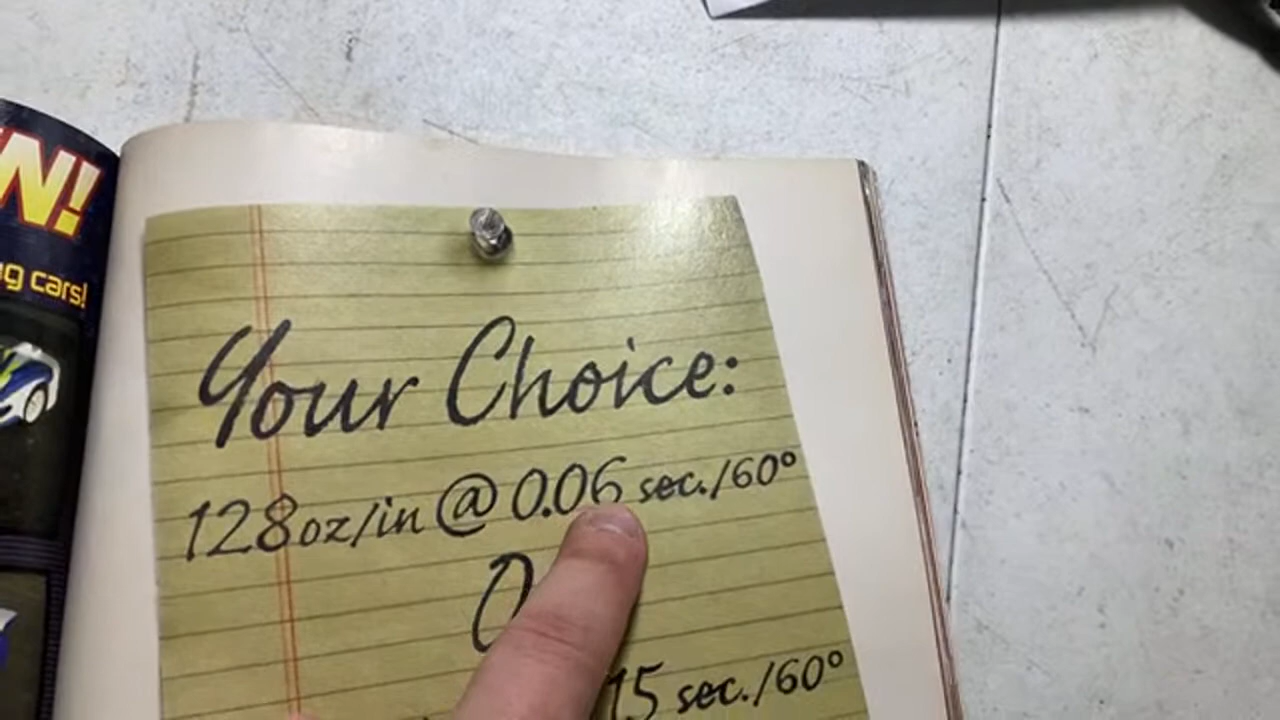 N!
g cars!
Your Choice:
128oz/in @ 0.06 sec./60°
15 sec./60°